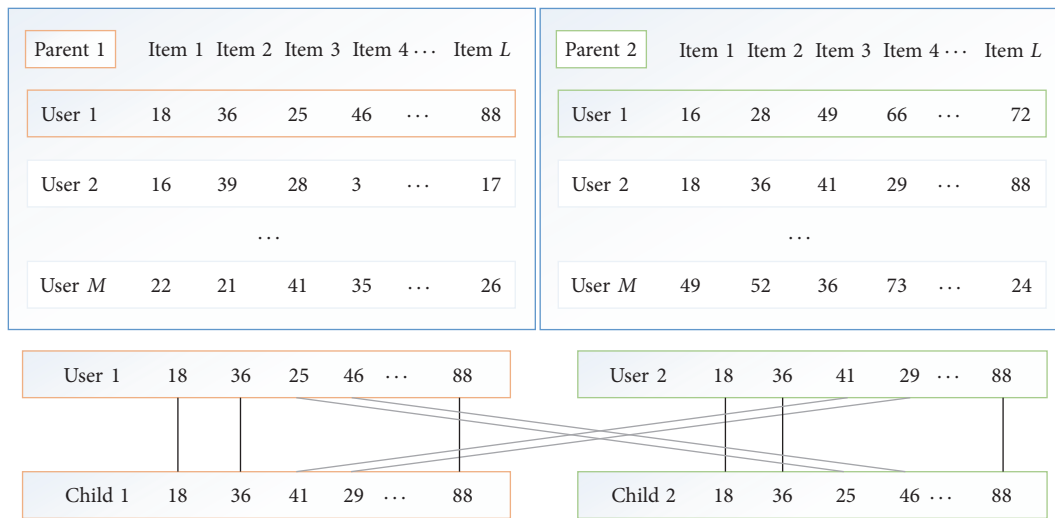 Parent 1 Item 1 Item 2 Item 3 Item 4 ··· Item L
User 1 18 36 25 46 ··· 88
User 2 16 39 28 3 ··· 17
···
User M 22 21 41 35 ··· 26
Parent 2 Item 1 Item 2 Item 3 Item 4 ··· Item L
User 1 16 28 49 66 ··· 72
User 2 18 36 41 29 ··· 88
···
User M 49 52 36 73 ··· 24
User 1 18 36 25 46 ··· 88
User 2 18 36 41 29 ··· 88
Child 1 18 36 41 29 ··· 88
Child 2 18 36 25 46 ··· 88